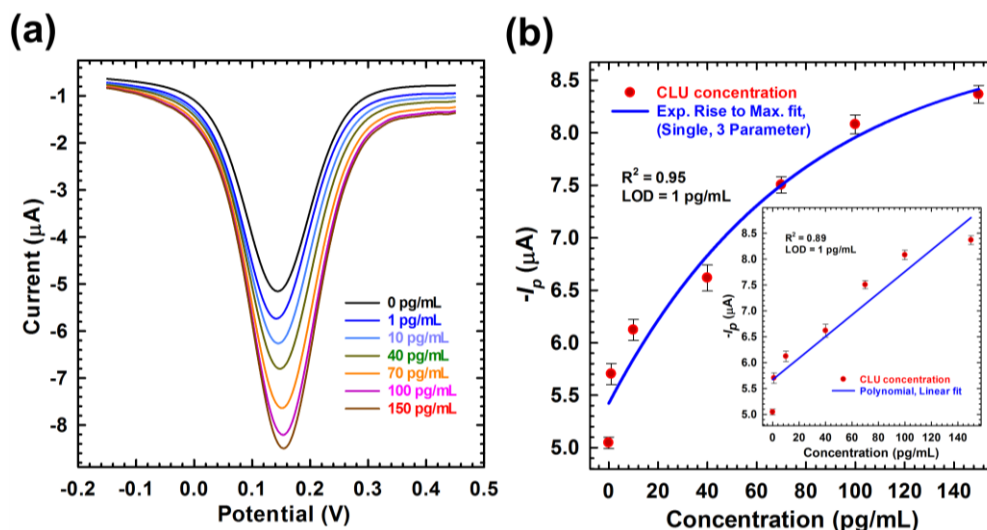 (a)
-1
-2
-3
-4
-5
-6
-7
-8
Current (µA)
0 pg/mL
1 pg/mL
10 pg/mL
40 pg/mL
70 pg/mL
100 pg/mL
150 pg/mL
-0.2 -0.1 0.0 0.1 0.2 0.3 0.4 0.5
Potential (V)
(b)
8.5
8.0
7.5
7.0
6.5
6.0
5.5
5.0
-Ip (µA)
CLU concentration
Exp. Rise to Max. fit,
(Single, 3 Parameter)
R² = 0.95
LOD = 1 pg/mL
8.5
8.0
7.5
7.0
6.5
6.0
5.5
5.0
-Ip (µA)
R² = 0.89
LOD = 1 pg/mL
CLU concentration
Polynomial, Linear fit
0 20 40 60 80 100 120 140
Concentration (pg/mL)
0 20 40 60 80 100 120 140
Concentration (pg/mL)